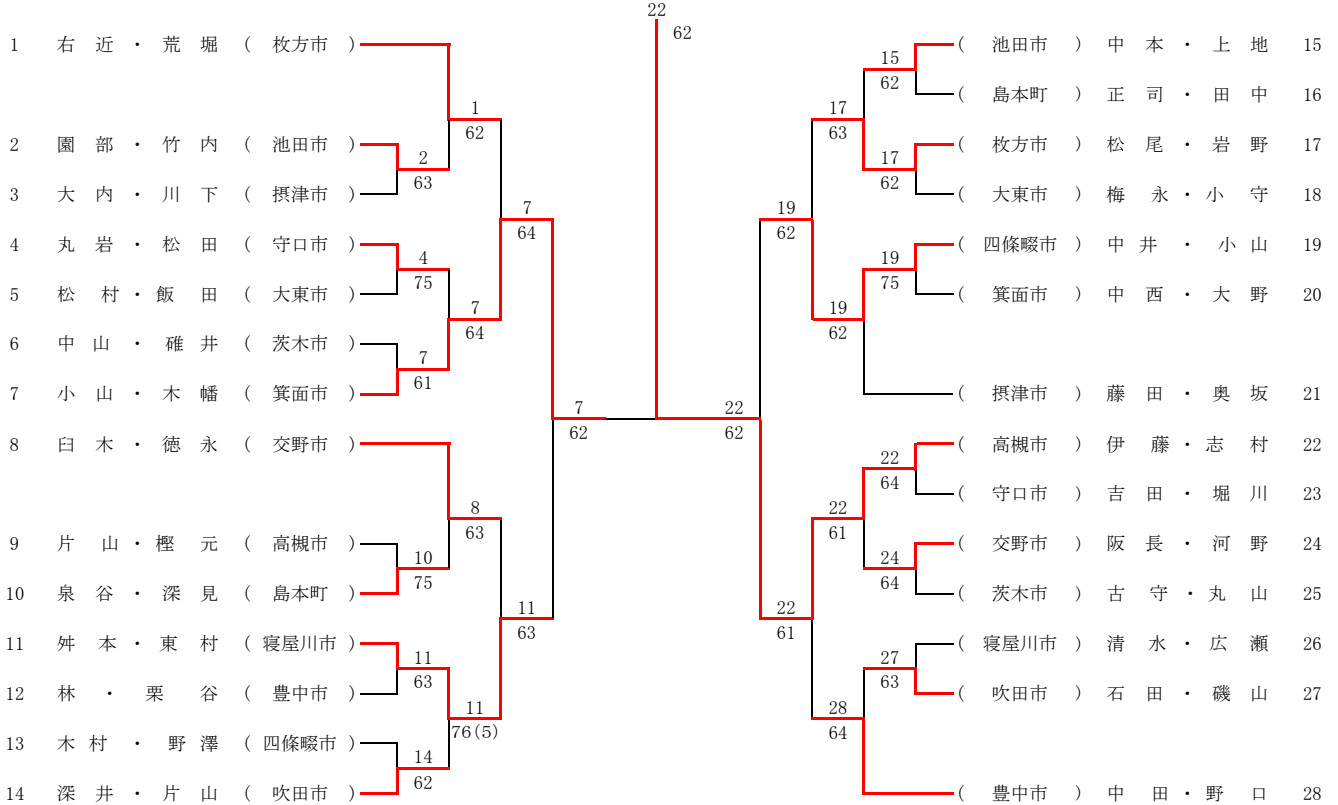 22
62
1 右近・荒堀 ( 枚方市 )
2 園部・竹内 ( 池田市 )
3 大内・川下 ( 摂津市 )
4 丸岩・松田 ( 守口市 )
5 松村・飯田 ( 大東市 )
6 中山・碓井 ( 茨木市 )
7 小山・木幡 ( 箕面市 )
8 臼木・徳永 ( 交野市 )
9 片山・樫元 ( 高槻市 )
10 泉谷・深見 ( 島本町 )
11 舛本・東村 ( 寝屋川市 )
12 林・栗谷 ( 豊中市 )
13 木村・野澤 ( 四條畷市 )
14 深井・片山 ( 吹田市 )
2
63
4
75
7
61
10
75
11
63
14
62
1
62
7
64
8
63
11
76(5)
7
64
11
63
7
62
22
62
19
62
22
61
17
63
19
62
22
61
28
64
15
62
17
62
19
75
22
64
24
64
27
63
( 池田市 ) 中本・上地 15
( 島本町 ) 正司・田中 16
( 枚方市 ) 松尾・岩野 17
( 大東市 ) 梅永・小守 18
( 四條畷市 ) 中井・小山 19
( 箕面市 ) 中西・大野 20
( 摂津市 ) 藤田・奥坂 21
( 高槻市 ) 伊藤・志村 22
( 守口市 ) 吉田・堀川 23
( 交野市 ) 阪長・河野 24
( 茨木市 ) 古守・丸山 25
( 寝屋川市 ) 清水・広瀬 26
( 吹田市 ) 石田・磯山 27
( 豊中市 ) 中田・野口 28